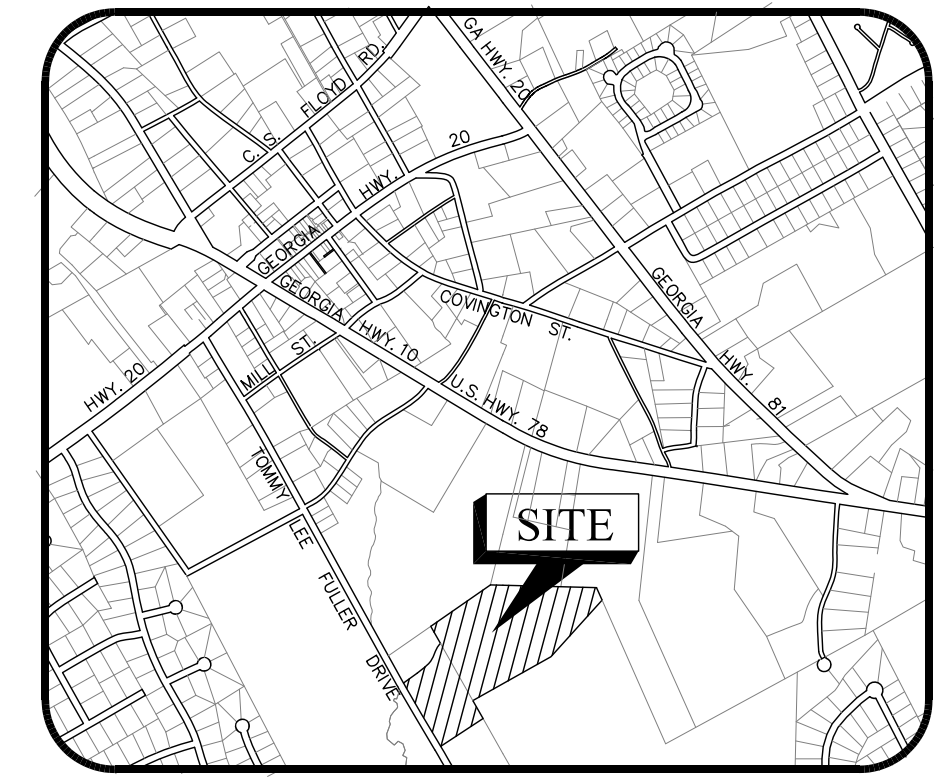 GA HWY. 20
C. S. FLOYD RD.
GEORGIA HWY. 20
GEORGIA HWY. 10
COVINGTON ST.
GEORGIA HWY. 81
HWY. 20
MILL ST.
U.S. HWY. 78
TOMMY LEE FULLER DRIVE
SITE